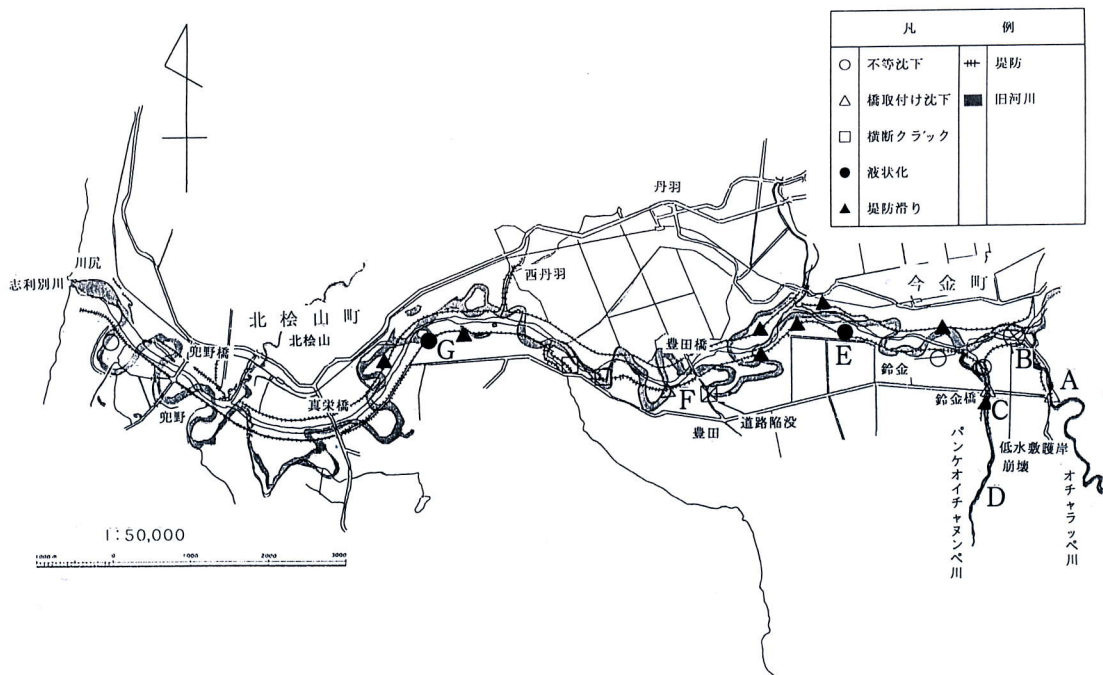 凡例
○ 不等沈下
△ 橋取付け沈下
□ 横断クラック
● 液状化
▲ 堤防滑り
堤防
旧河川
丹羽
川尻
志利別川
西丹羽
今金町
北桧山町
北桧山
兜野橋
豊田橋
G
E
B
A
鈴金
真栄橋
F
鈴金橋
C
兜野
豊田
道路陥没
低水敷護岸
崩壊
D
パンケオイチャヌンペ川
オチャラッペ川
1:50,000
1000m 0 1000 2000 3000